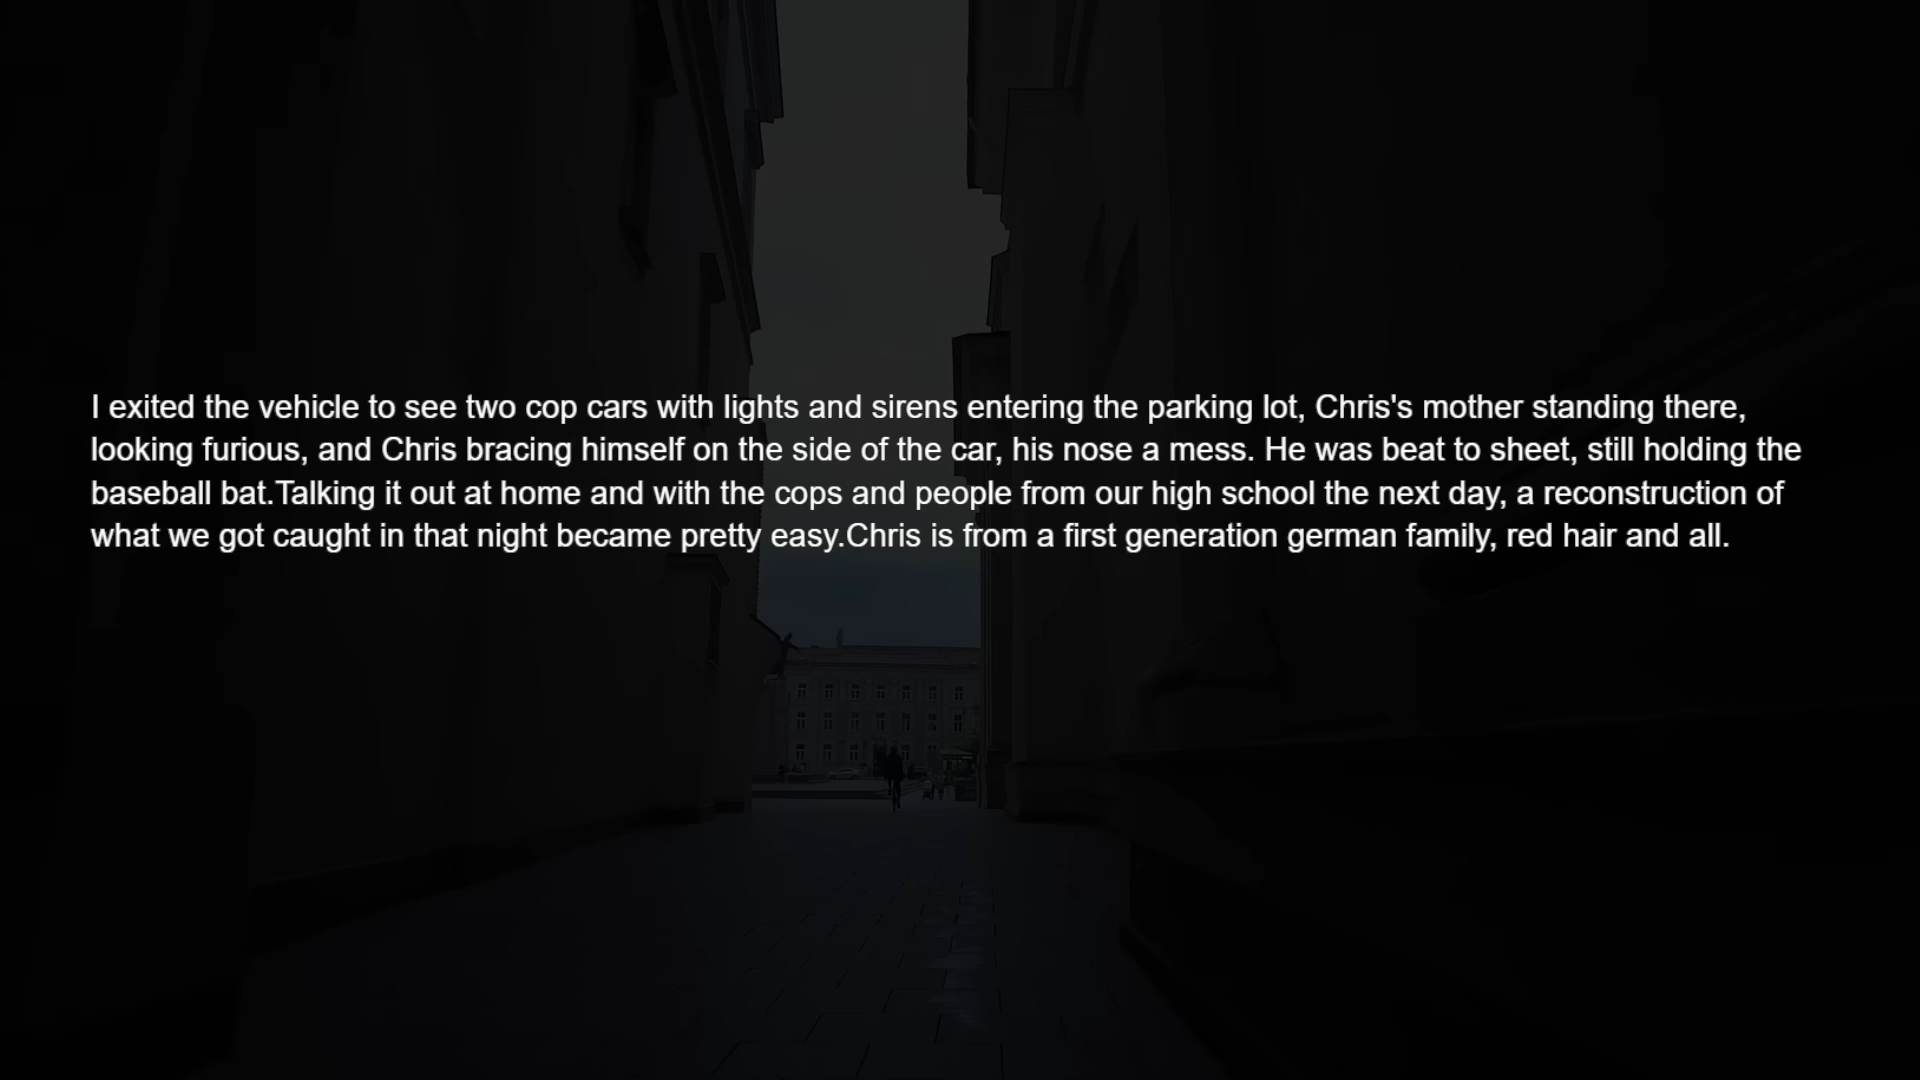 I exited the vehicle to see two cop cars with lights and sirens entering the parking lot, Chris's mother standing there,
looking furious, and Chris bracing himself on the side of the car, his nose a mess. He was beat to sheet, still holding the
baseball bat.Talking it out at home and with the cops and people from our high school the next day, a reconstruction of
what we got caught in that night became pretty easy.Chris is from a first generation german family, red hair and all.